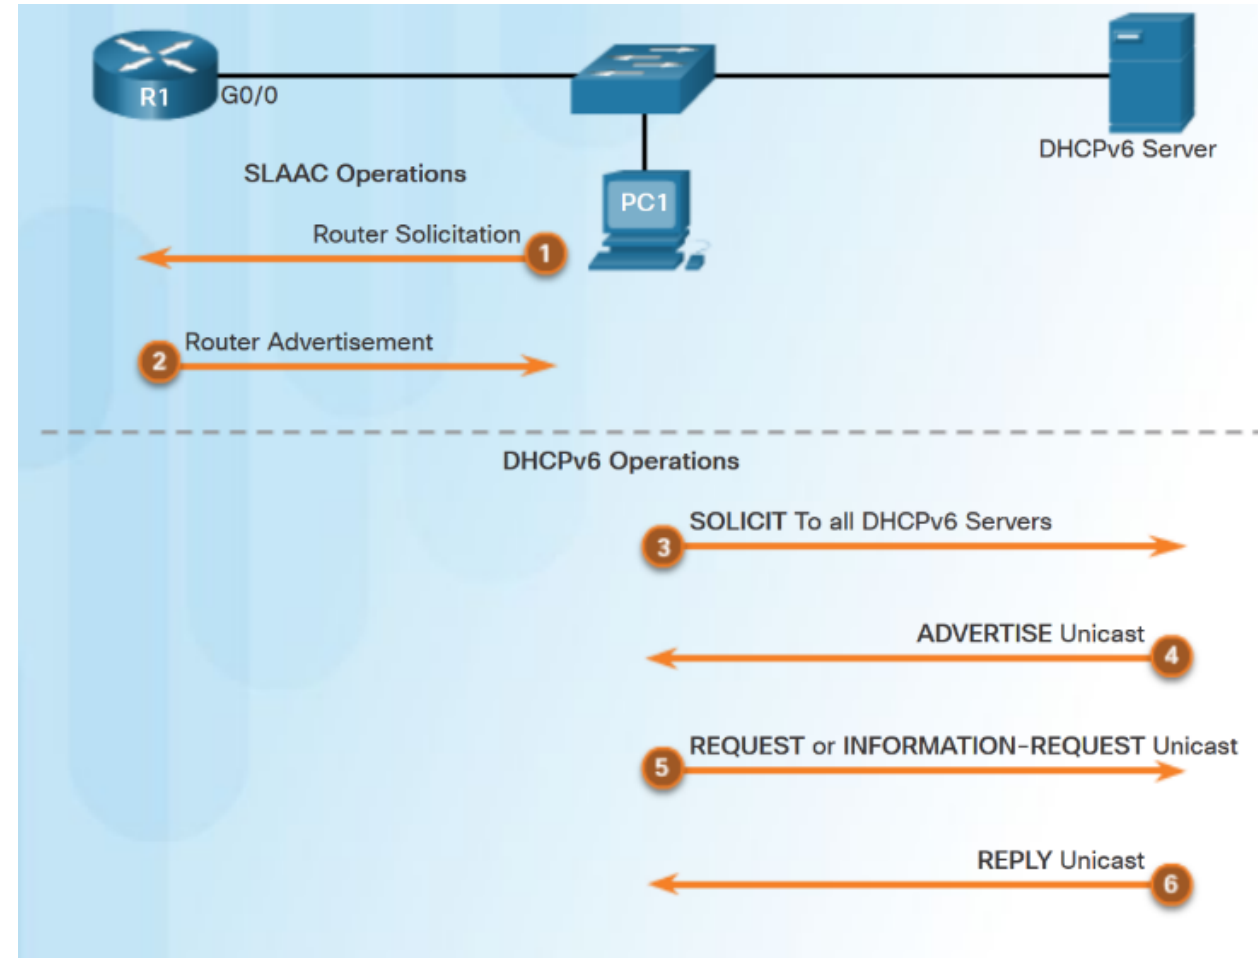 R1
G0/0
DHCPv6 Server
SLAAC Operations
PC1
Router Solicitation
1
Router Advertisement
2
DHCPv6 Operations
SOLICIT To all DHCPv6 Servers
3
ADVERTISE Unicast
4
REQUEST or INFORMATION-REQUEST Unicast
5
REPLY Unicast
6